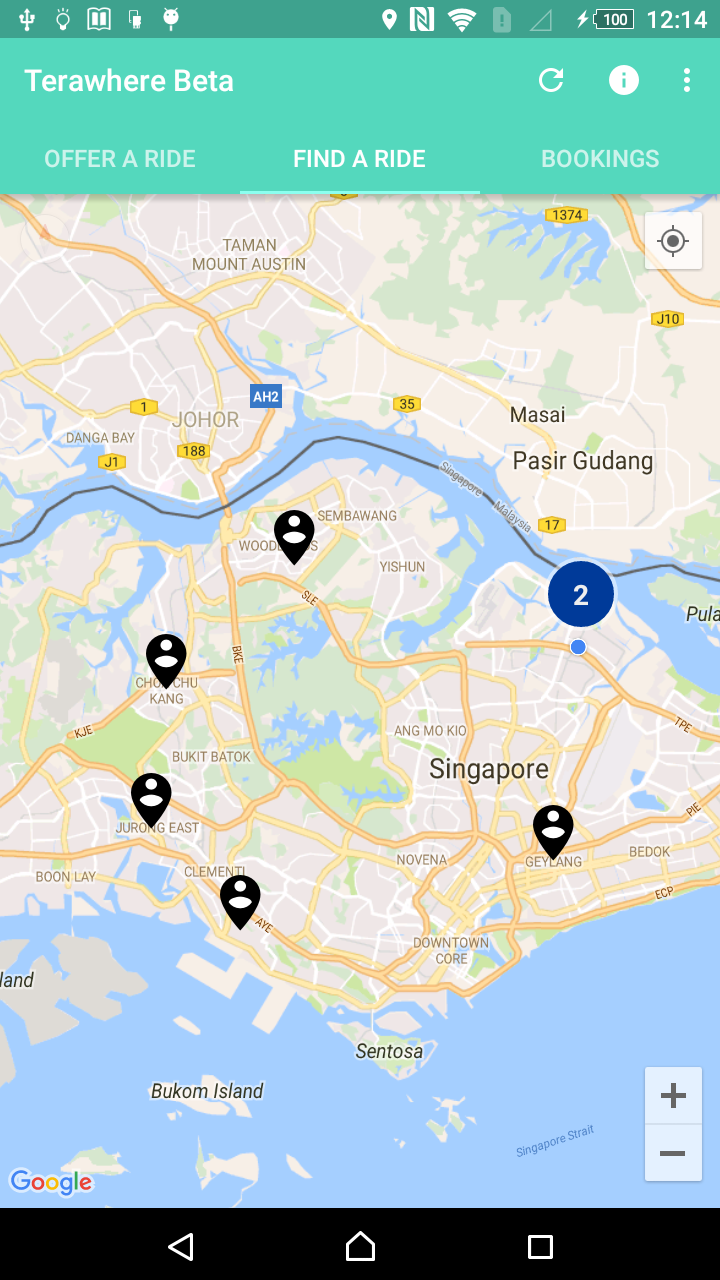 100 12:14
Terawhere Beta
OFFER A RIDE
FIND A RIDE
BOOKINGS
1374
TAMAN
MOUNT AUSTIN
J10
AH2
1
35
JOHOR
Masai
DANGA BAY
188
J1
Pasir Gudang
Singapore
Malaysia
SEMBAWANG
17
YISHUN
2
SLE
Pula
BKE
KANG
KJE
TPE
ANG MO KIO
BUKIT BATOK
Singapore
PIE
JURONG EAST
NOVENA
GEYLANG
BEDOK
CLEMENTI
BOON LAY
ECP
AYE
DOWNTOWN
CORE
land
Sentosa
Bukom Island
Singapore Strait
Google